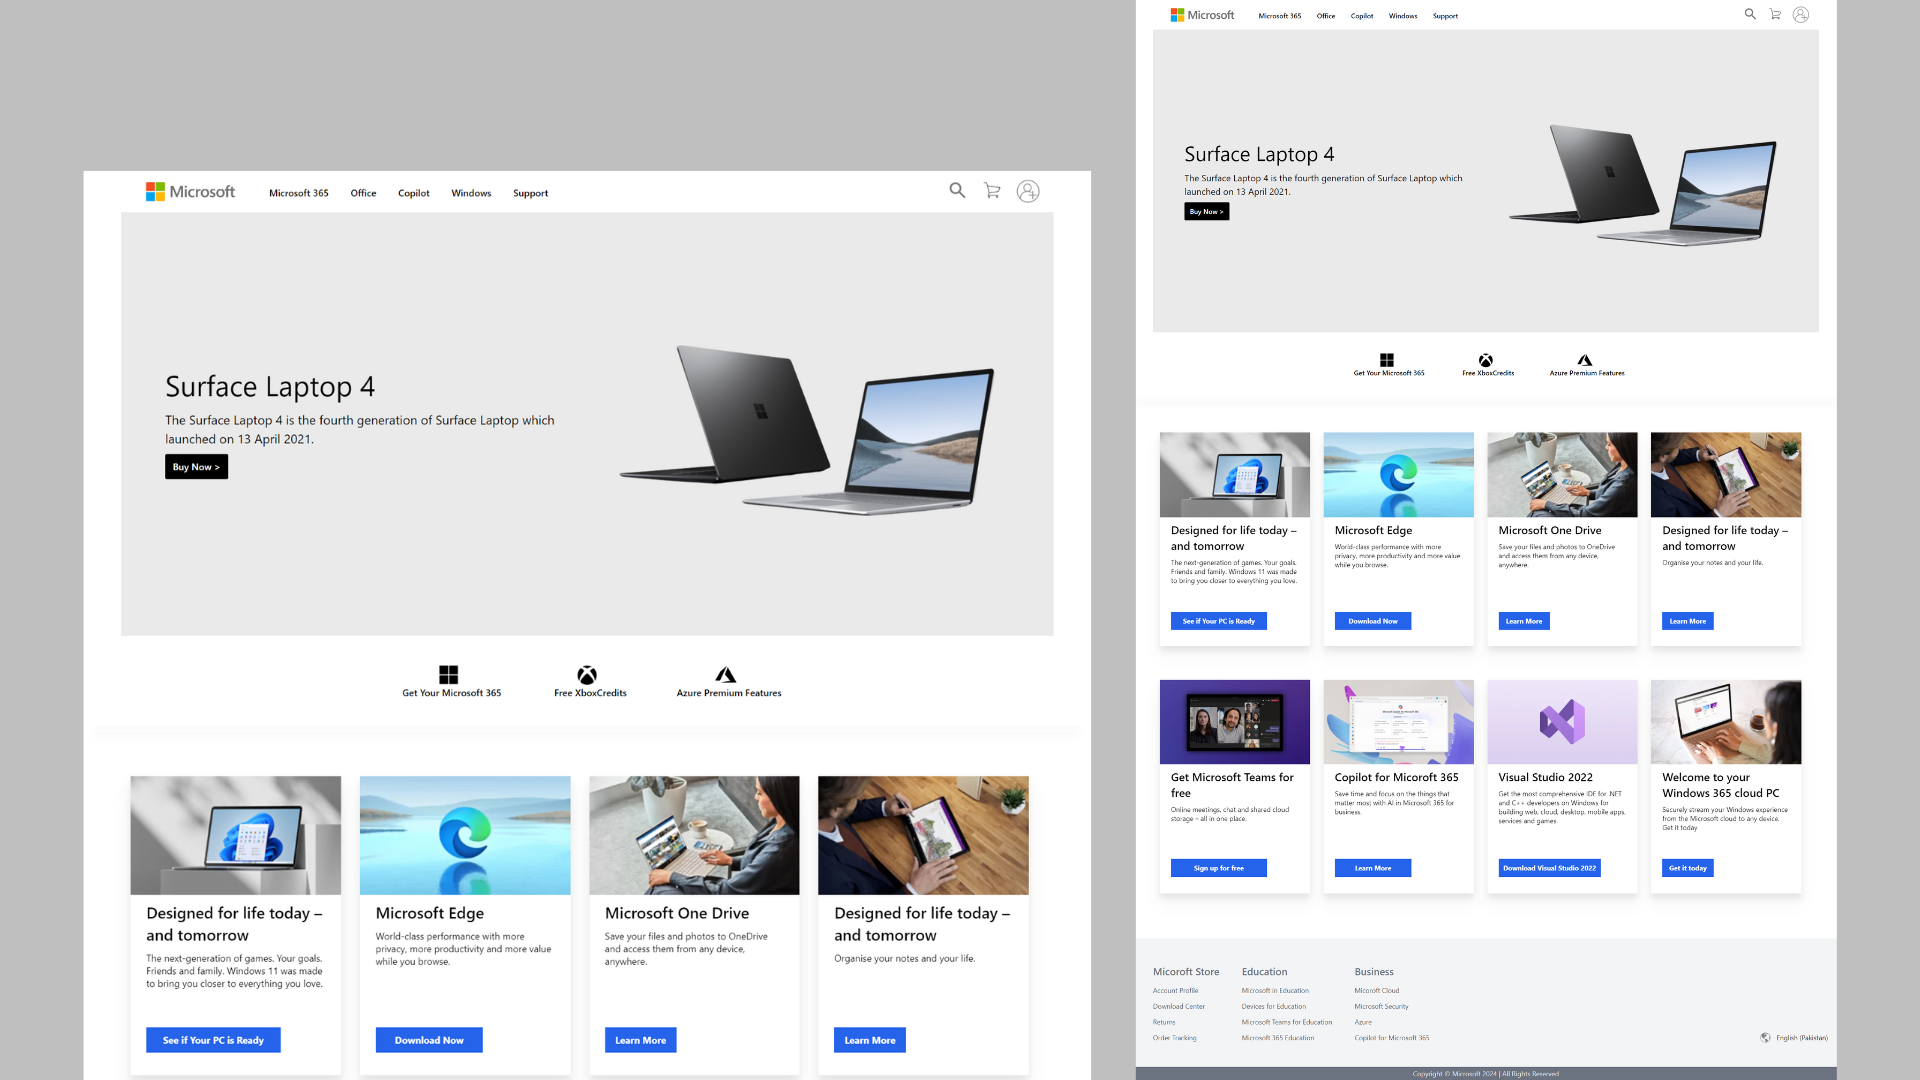 Microsoft
Microsoft 365
Office
Copilot
Windows
Support
Surface Laptop 4
The Surface Laptop 4 is the fourth generation of Surface Laptop which
launched on 13 April 2021.
Buy Now >
Get Your Microsoft 365
Free XboxCredits
Azure Premium Features
Designed for life today –
and tomorrow
The next-generation of games. Your goals.
Friends and family. Windows 11 was made
to bring you closer to everything you love.
See if Your PC is Ready
Microsoft Edge
World-class performance with more
privacy, more productivity and more value
while you browse.
Download Now
Microsoft One Drive
Save your files and photos to OneDrive
and access them from any device,
anywhere.
Learn More
Designed for life today –
and tomorrow
Organise your notes and your life.
Learn More
Microsoft
Microsoft 365
Office
Copilot
Windows
Support
Surface Laptop 4
The Surface Laptop 4 is the fourth generation of Surface Laptop which
launched on 13 April 2021.
Buy Now >
Get Your Microsoft 365
Free XboxCredits
Azure Premium Features
Designed for life today –
and tomorrow
The next-generation of games. Your goals.
Friends and family. Windows 11 was made
to bring you closer to everything you love.
See if Your PC is Ready
Microsoft Edge
World-class performance with more
privacy, more productivity and more value
while you browse.
Download Now
Microsoft One Drive
Save your files and photos to OneDrive
and access them from any device,
anywhere.
Learn More
Designed for life today –
and tomorrow
Organise your notes and your life.
Learn More
Get Microsoft Teams for
free
Online meetings, chat and shared cloud
storage – all in one place.
Sign up for free
Copilot for Micoroft 365
Save time and focus on the things that
matter most with AI in Microsoft 365 for
business.
Learn More
Visual Studio 2022
Get the most comprehensive IDE for .NET
and C++ developers on Windows for
building web, cloud, desktop, mobile apps,
services and games
Download Visual Studio 2022
Welcome to your
Windows 365 cloud PC
Securely stream your Windows experience
from the Microsoft cloud to any device.
Get it today
Get it today
Micoroft Store
Account Profile
Download Center
Returns
Order Tracking
Education
Microsoft in Education
Devices for Education
Microsoft Teams for Education
Microsoft 365 Education
Business
Micoroft Cloud
Microsoft Security
Azure
Copilot for Microsoft 365
English (Pakistan)
Copyright © Microsoft 2024 | All Rights Reserved